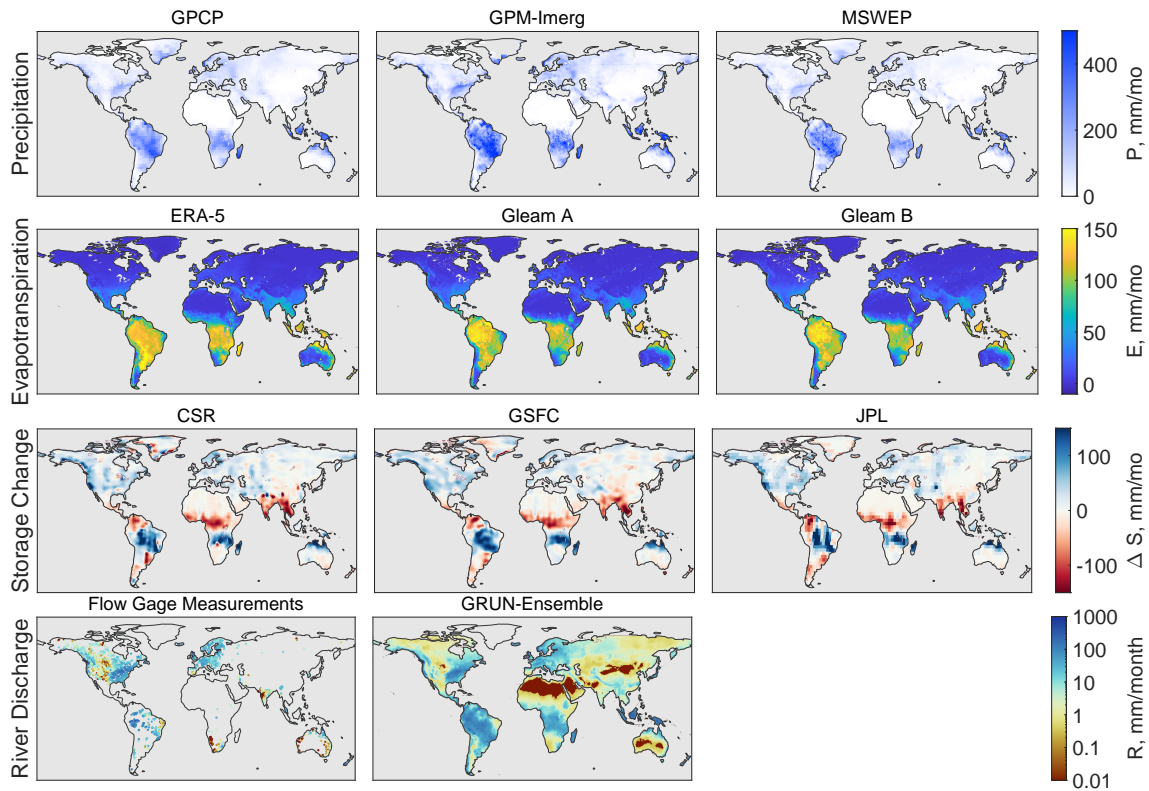 GPCP GPM-Imerg MSWEP
Precipitation
400
200
0
P, mm/mo
ERA-5 Gleam A Gleam B
Evapotranspiration
150
100
50
0
E, mm/mo
CSR GSFC JPL
Storage Change
100
0
-100
Δ S, mm/mo
Flow Gage Measurements GRUN-Ensemble
River Discharge
1000
100
10
1
0.1
0.01
R, mm/month